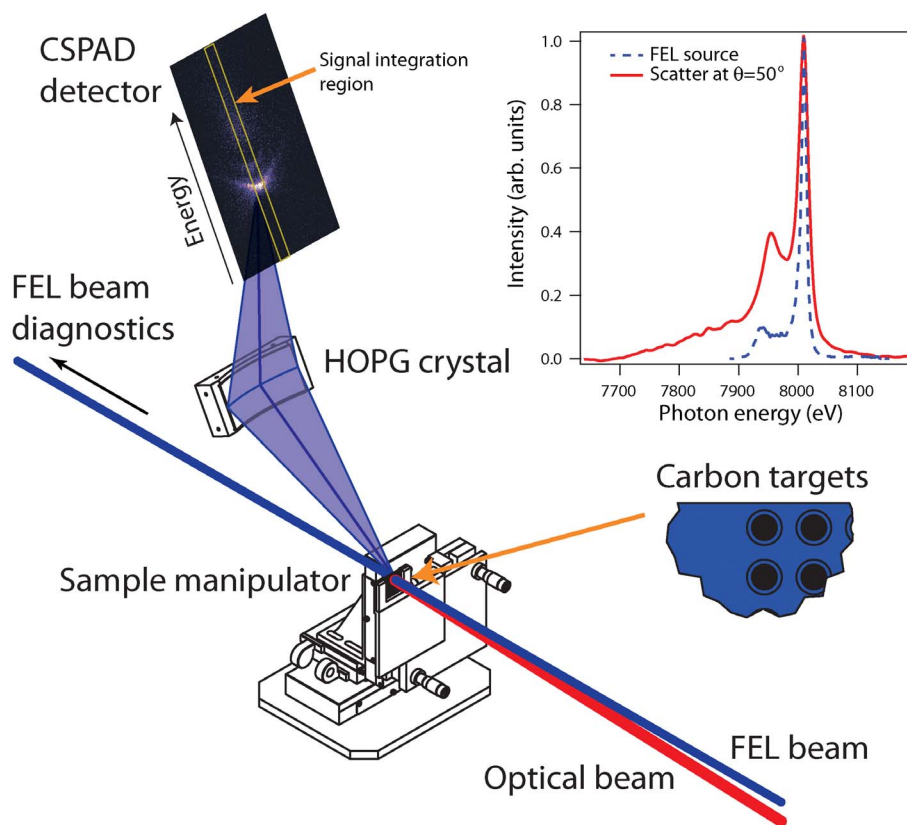 CSPAD
detector
Signal integration
region
Energy
FEL beam
diagnostics
HOPG crystal
Sample manipulator
Carbon targets
FEL beam
Optical beam
FEL source
Scatter at θ=50°
Intensity (arb. units)
1.0
0.8
0.6
0.4
0.2
0.0
7700
7800
7900
8000
8100
Photon energy (eV)